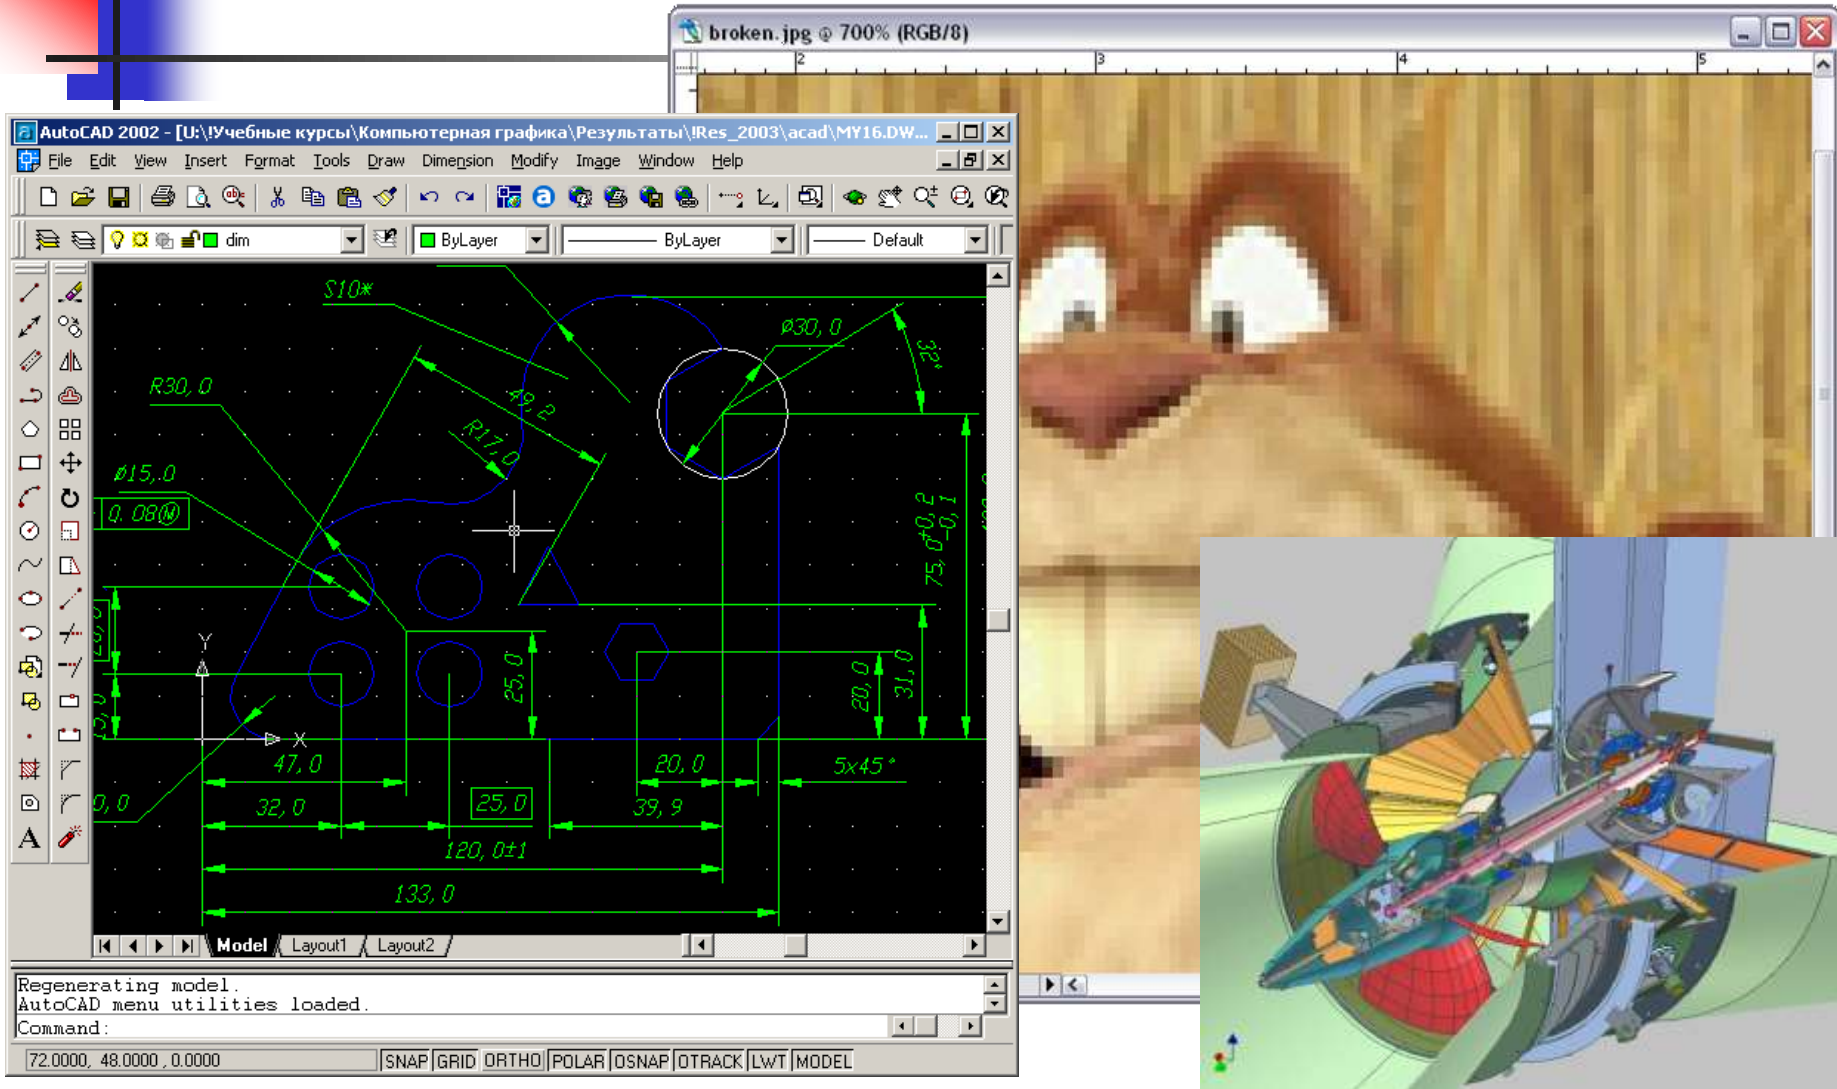 broken.jpg @ 700% (RGB/8)
2 3 4 5
AutoCAD 2002 - [U:\!Учебные курсы\Компьютерная графика\Результаты\!Res_2003\acad\MY16.DW...
File Edit View Insert Format Tools Draw Dimension Modify Image Window Help
dim ByLayer ByLayer Default
S10*
ø30,0
32°
R30,0
49,2
R17,0
ø15,0
0.08Ⓜ
75,0+0,2 -0,1
Y
25,0
20,0
31,0
X
47,0
20,0
5x45°
0,0
32,0
25,0
39,9
120,0±1
133,0
A
Model Layout1 Layout2
Regenerating model.
AutoCAD menu utilities loaded.
Command:
72.0000, 48.0000, 0.0000 SNAP GRID ORTHO POLAR OSNAP OTRACK LWT MODEL